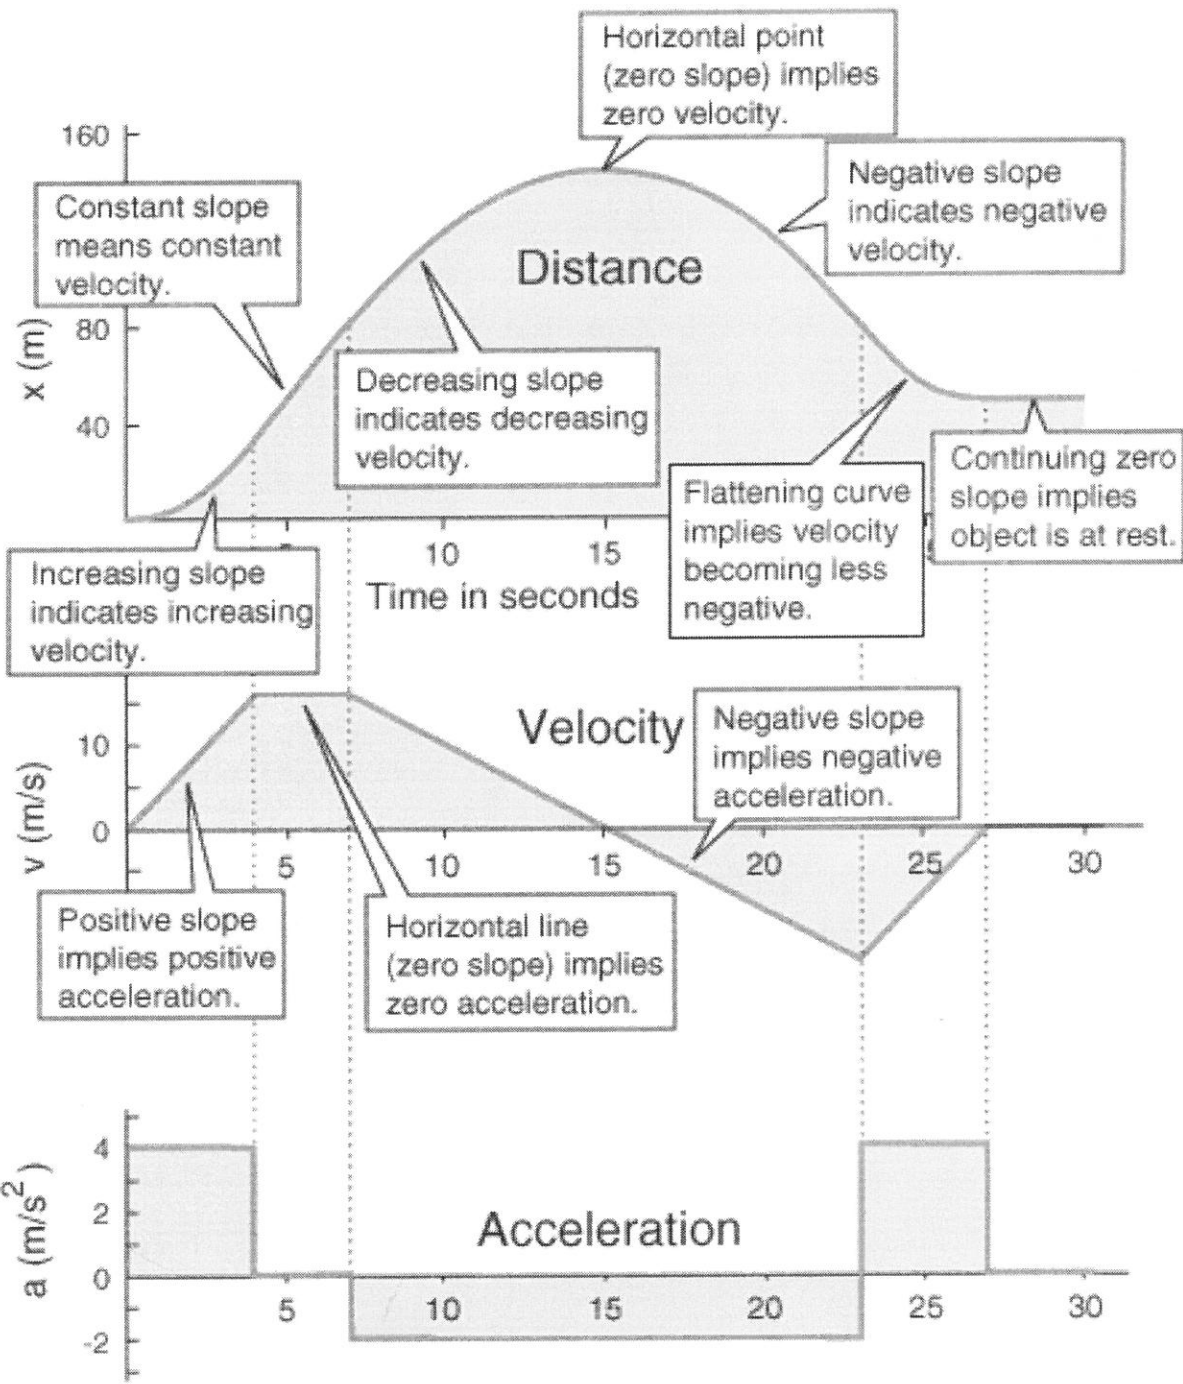 Horizontal point
(zero slope) implies
zero velocity.
160
Negative slope
indicates negative
velocity.
Constant slope
means constant
velocity.
Distance
80
x (m)
Decreasing slope
indicates decreasing
velocity.
40
Continuing zero
slope implies
object is at rest.
Flattening curve
implies velocity
becoming less
negative.
10
15
Time in seconds
Increasing slope
indicates increasing
velocity.
Velocity
Negative slope
implies negative
acceleration.
10
v (m/s)
0
5
10
15
20
25
30
Positive slope
implies positive
acceleration.
Horizontal line
(zero slope) implies
zero acceleration.
4
a (m/s²)
2
Acceleration
0
5
10
15
20
25
30
-2